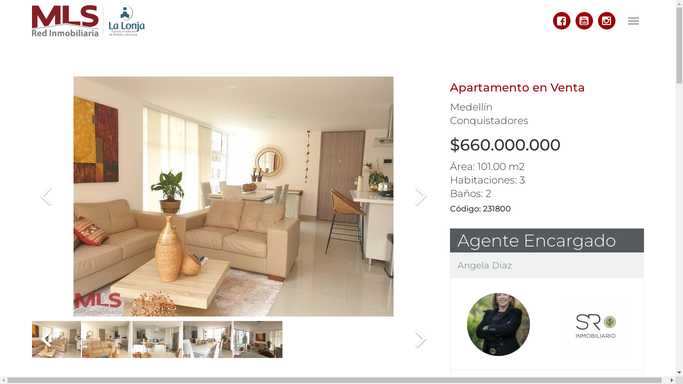 MLS
Red Inmobiliaria
La Lonja
Apartamento en Venta
Medellín
Conquistadores
$660.000.000
Área: 101.00 m2
Habitaciones: 3
Baños: 2
Código: 231800
Agente Encargado
Angela Diaz
MLS
SR
INMOBILIARIO